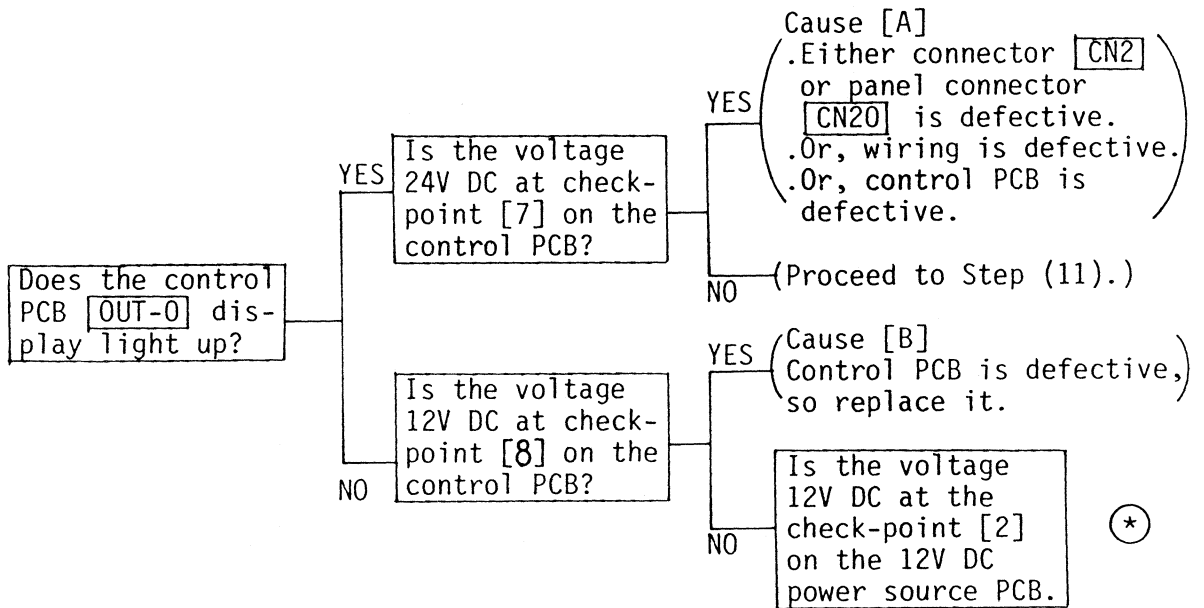 Does the control
PCB OUT-0 dis-
play light up?
YES
Is the voltage
24V DC at check-
point [7] on the
control PCB?
YES
Cause [A]
.Either connector CN2
or panel connector
CN20 is defective.
.Or, wiring is defective.
.Or, control PCB is
defective.
NO
(Proceed to Step (11).)
NO
Is the voltage
12V DC at check-
point [8] on the
control PCB?
YES
Cause [B]
Control PCB is defective,
so replace it.
NO
Is the voltage
12V DC at the
check-point [2]
on the 12V DC
power source PCB.
*